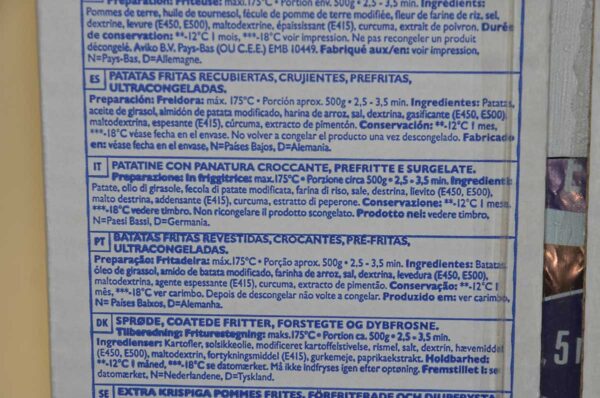 Préparation: Friteuse: maxi.175°C • Portion env. 500g • 2,5 - 3,5 min. Ingrédients:
Pommes de terre, huile de tournesol, fécule de pomme de terre modifiée, fleur de farine de riz, sel,
dextrine, levure (E450, E500), maltodextrine, épaississant (E415), curcuma, extrait de poivron. Durée
de conservation: **-12°C 1 mois, ***-18°C voir impression. Ne pas recongeler un produit
décongelé. Aviko B.V. Pays-Bas (OU C.E.E.) EMB 10449. Fabriqué aux/en: voir impression,
N=Pays-Bas, D=Allemagne.
ES PATATAS FRITAS RECUBIERTAS, CRUJIENTES, PREFRITAS,
ULTRACONGELADAS.
Preparación: Freidora: máx. 175°C • Porción aprox. 500g • 2,5 - 3,5 min. Ingredientes: Patatas,
aceite de girasol, almidón de patata modificado, harina de arroz, sal, dextrina, gasificante (E450, E500)
maltodextrina, espesante (E415), cúrcuma, extracto de pimentón. Conservación: **-12°C 1 mes,
***-18°C véase fecha en el envase. No volver a congelar el producto una vez descongelado. Fabricado
en: véase fecha en el envase, N=Países Bajos, D=Alemania.
IT PATATINE CON PANATURA CROCCANTE, PREFRITTE E SURGELATE.
Preparazione: In friggitrice: max.175°C • Porzione circa 500g • 2,5 - 3,5 min. Ingredienti:
Patate, olio di girasole, fecola di patate modificata, farina di riso, sale, destrina, lievito (E450, E500),
malto destrina, addensante (E415), curcuma, estratto di peperone. Conservazione: **-12°C 1 mese
***-18°C vedere timbro. Non ricongelare il prodotto scongelato. Prodotto nei: vedere timbro,
N=Paesi Bassi, D=Germania.
PT BATATAS FRITAS REVESTIDAS, CROCANTES, PRÉ-FRITAS,
ULTRACONGELADAS.
Preparação: Fritadeira: máx.175°C • Porção aprox. 500g • 2,5 - 3,5 min. Ingredientes: Batatas,
óleo de girassol, amido de batata modificado, farinha de arroz, sal, dextrina, levedura (E450, E500),
maltodextrina, agente espessante (E415), curcuma, extracto de pimentão. Conservação: **-12°C
1 mês, ***-18°C ver carimbo. Depois de descongelar não volte a congelar. Produzido em: ver carimbo,
N= Países Baixos, D=Alemanha.
DK SPRØDE, COATEDE FRITTER, FORSTEGTE OG DYBFROSNE.
Tilberedning: Frituresteg­ning: maks.175°C • Portion ca. 500g • 2,5 - 3,5 min.
Ingredienser: Kartofler, solsikkeolie, modificeret kartoffelstivelse, rismel, salt, dextrin, hævemiddel
(E450, E500), maltodextrin, fortykningsmiddel (E415), gurkemeje, paprikaekstrakt. Holdbarhed:
**-12°C 1 måned, ***-18°C se datomærket. Må ikke indfryses igen efter optøning. Fremstillet i: se
datomærket, N=Nederlandene, D=Tyskland.
SE EXTRA KRISPIGA POMMES FRITES, FÖRFRITERADE OCH DJUPFRYSTA
5